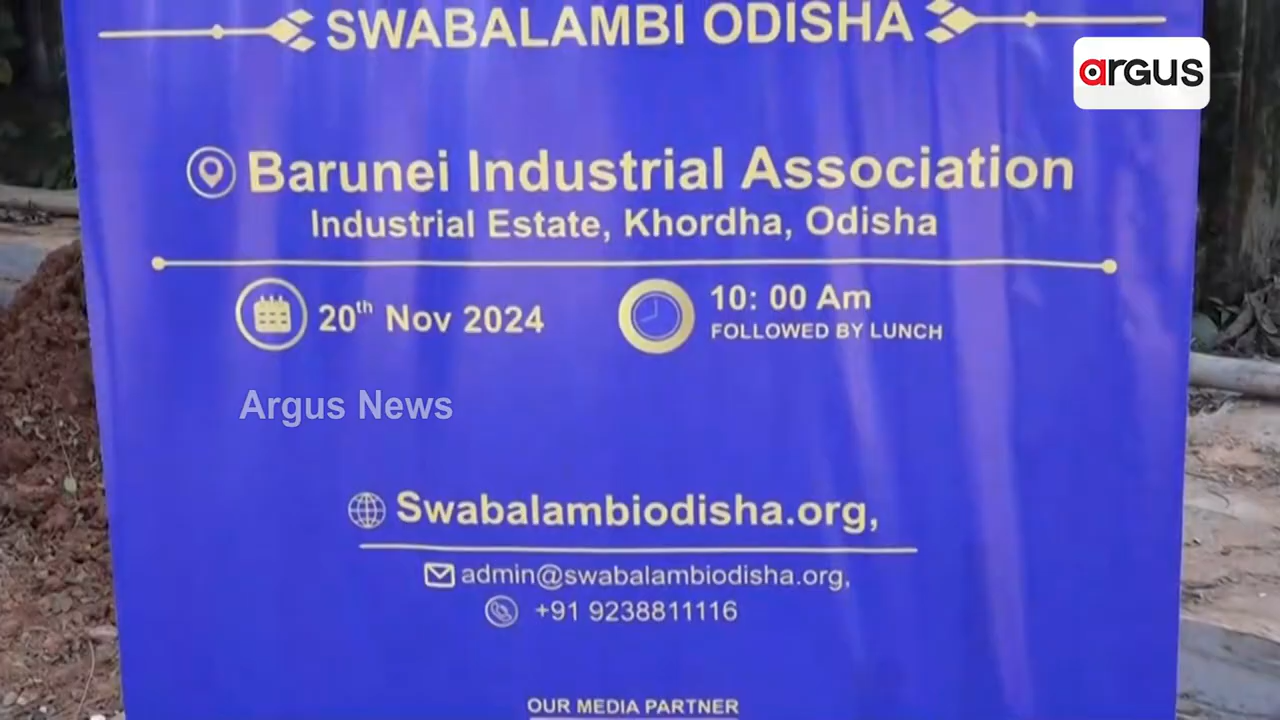 SWABALAMBI ODISHA
argus
Barunei Industrial Association
Industrial Estate, Khordha, Odisha
20th Nov 2024
10: 00 Am
FOLLOWED BY LUNCH
Argus News
Swabalambiodisha.org,
admin@swabalambiodisha.org,
+91 9238811116
OUR MEDIA PARTNER